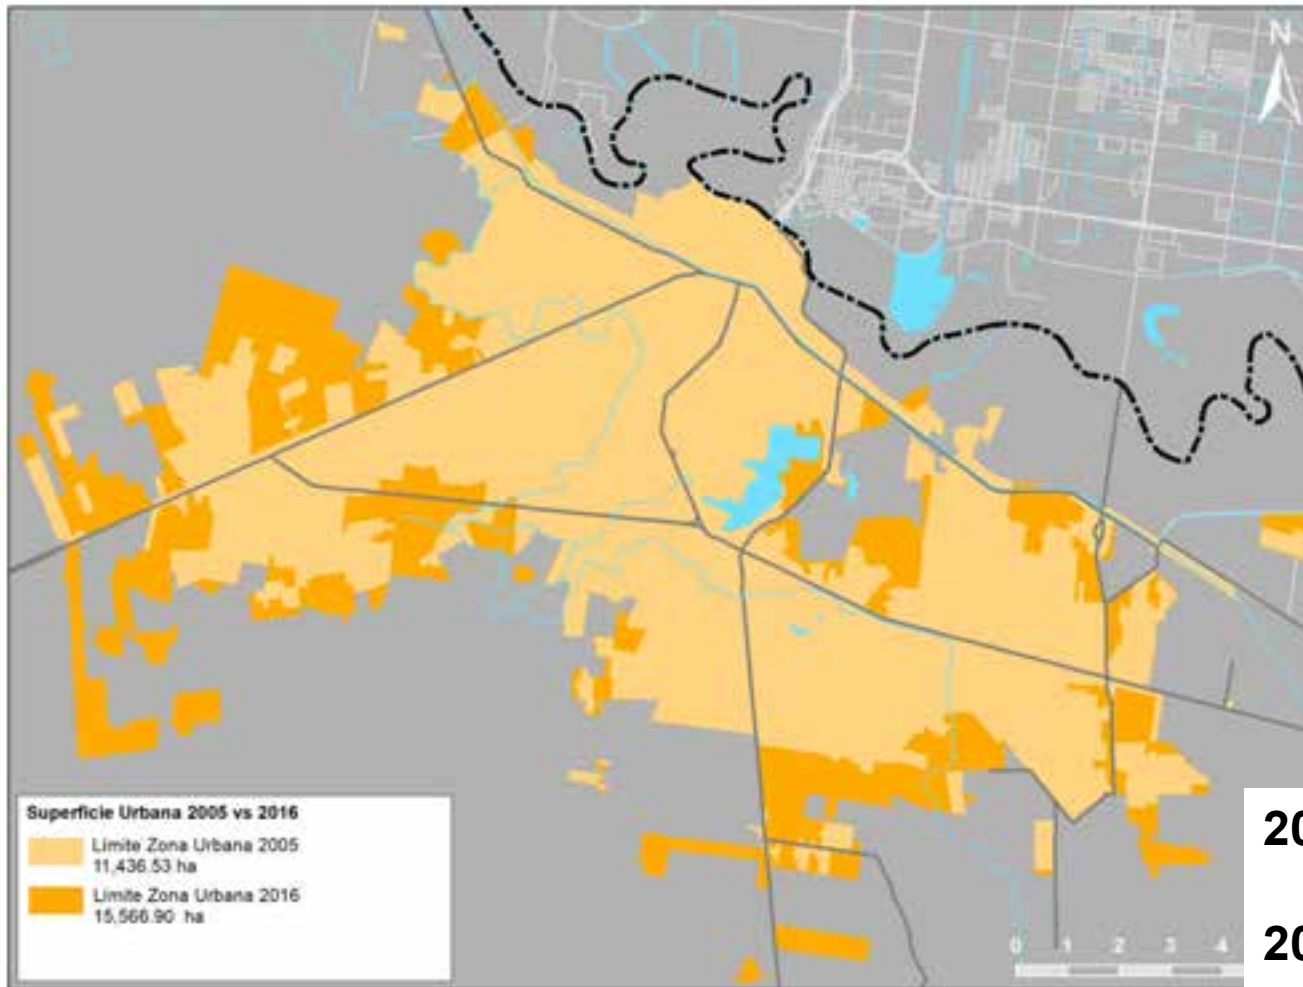 N
Superficie Urbana 2005 vs 2016
Limite Zona Urbana 2005
11,436.53 ha
Limite Zona Urbana 2016
15,566.90 ha
0 1 2 3 4
20
20